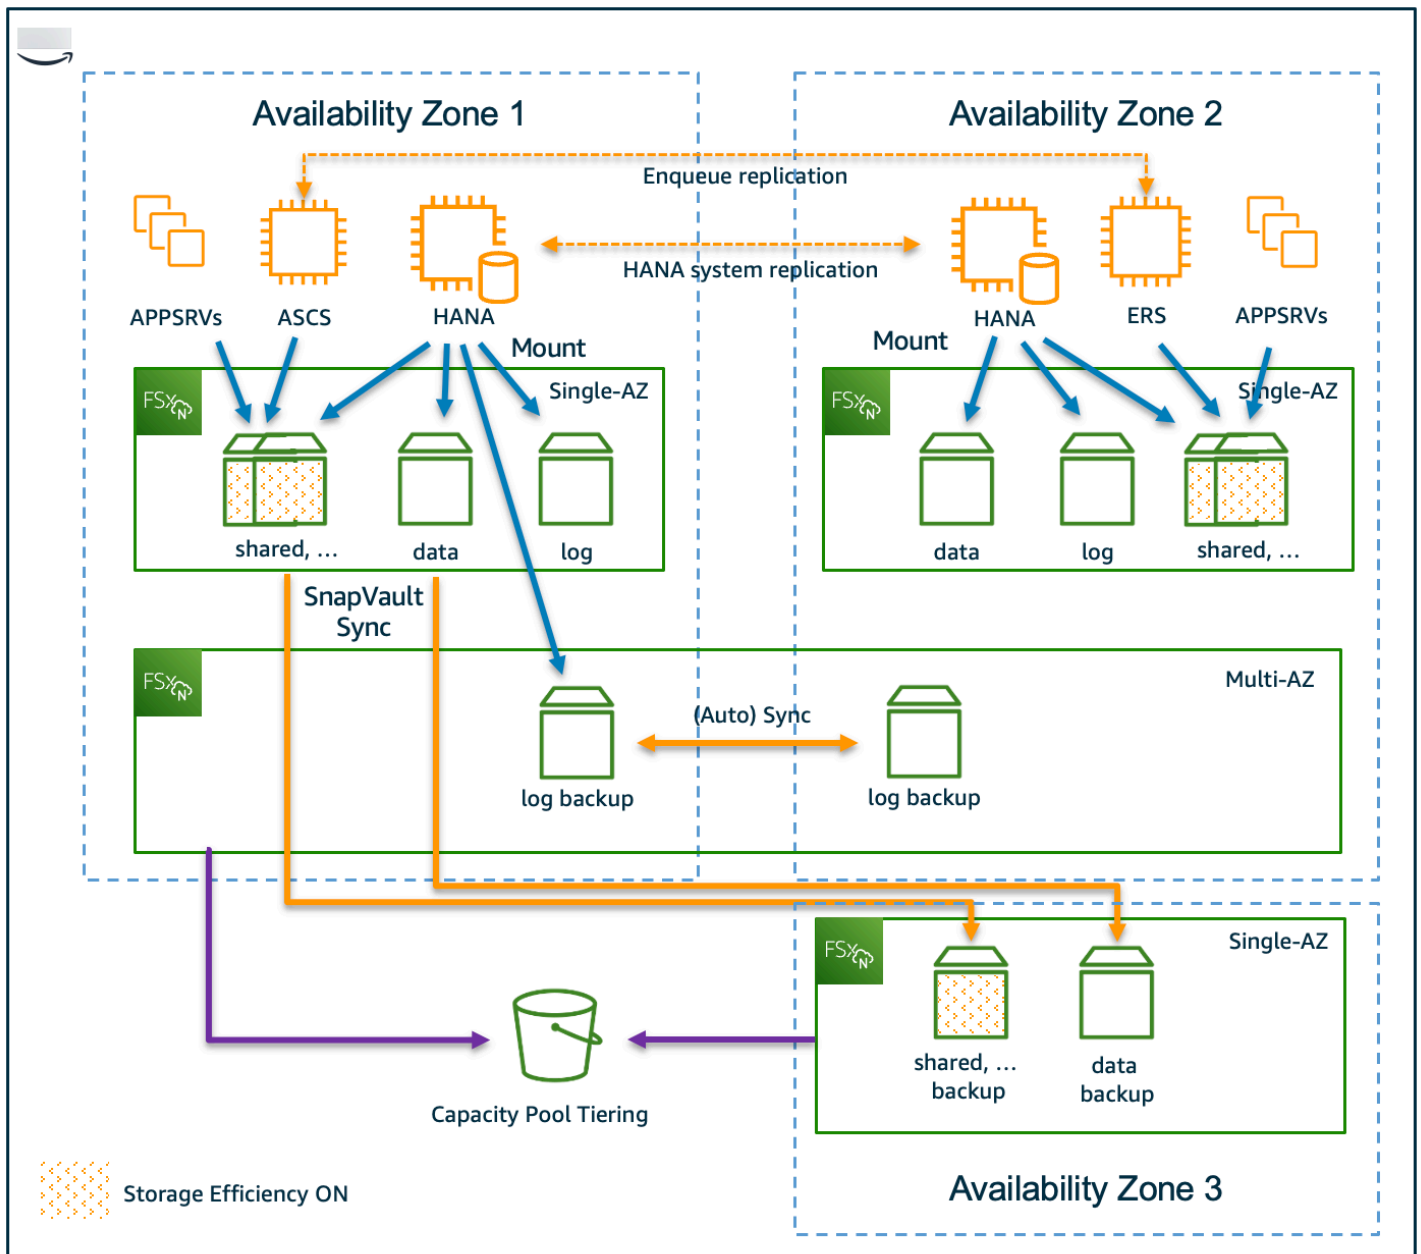 Availability Zone 1
Availability Zone 2
Enqueue replication
HANA system replication
APPSRVs
ASCS
HANA
HANA
ERS
APPSRVs
Mount
Mount
FSx
N
Single-AZ
FSx
N
Single-AZ
shared, ...
data
log
data
log
shared, ...
SnapVault
Sync
FSx
N
Multi-AZ
(Auto) Sync
log backup
log backup
FSx
N
Single-AZ
shared, ...
backup
data
backup
Capacity Pool Tiering
Storage Efficiency ON
Availability Zone 3